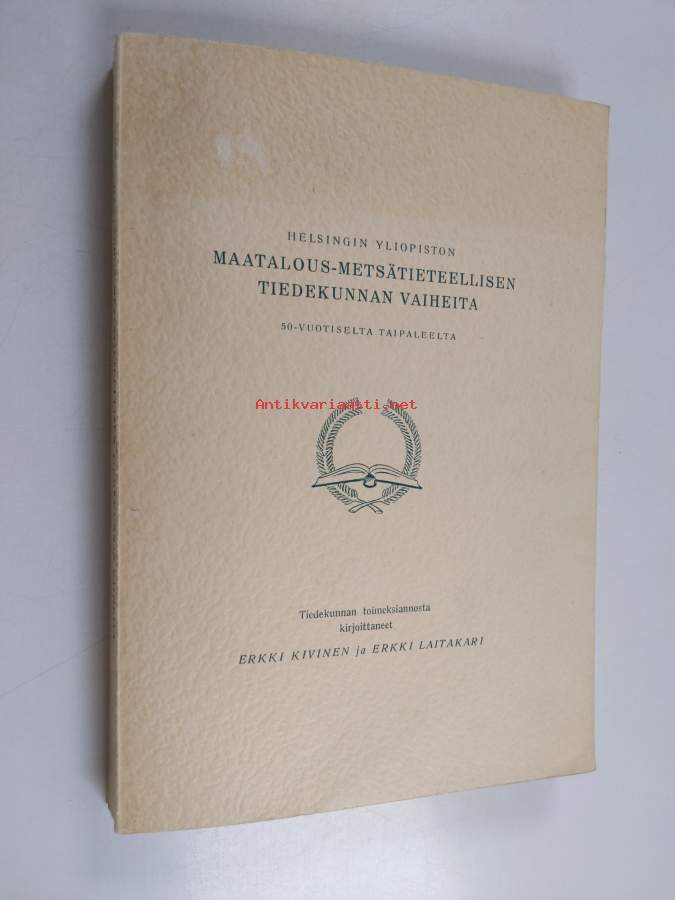 HELSINGIN YLIOPISTON
MAATALOUS-METSÄTIETEELLISEN
TIEDEKUNNAN VAIHEITA
50-VUOTISELTA TAIPALEELTA
Antikvariaatti.net
Tiedekunnan toimeksiannosta
kirjoittaneet
ERKKI KIVINEN ja ERKKI LAITAKARI